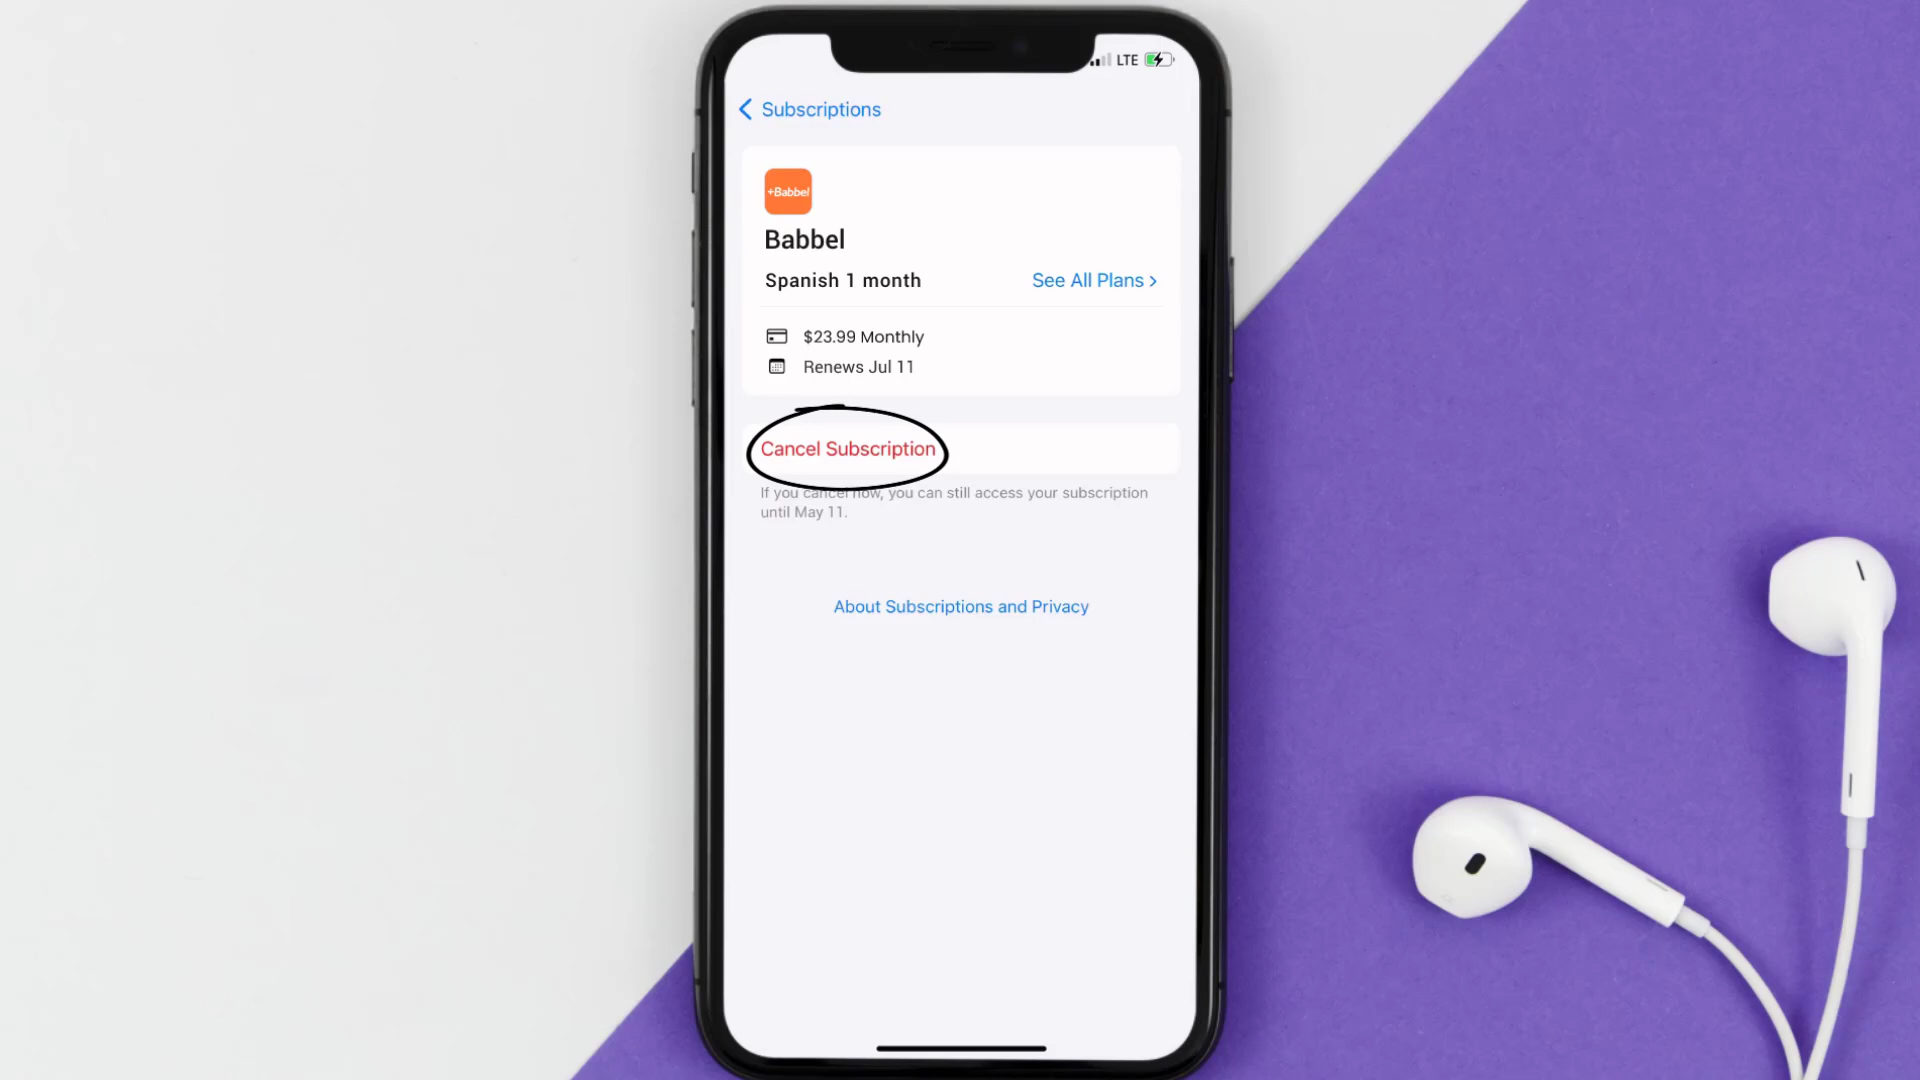 LTE
Subscriptions
+Babbel
Babbel
Spanish 1 month
See All Plans
$23.99 Monthly
Renews Jul 11
Cancel Subscription
If you cancel now, you can still access your subscription
until May 11.
About Subscriptions and Privacy